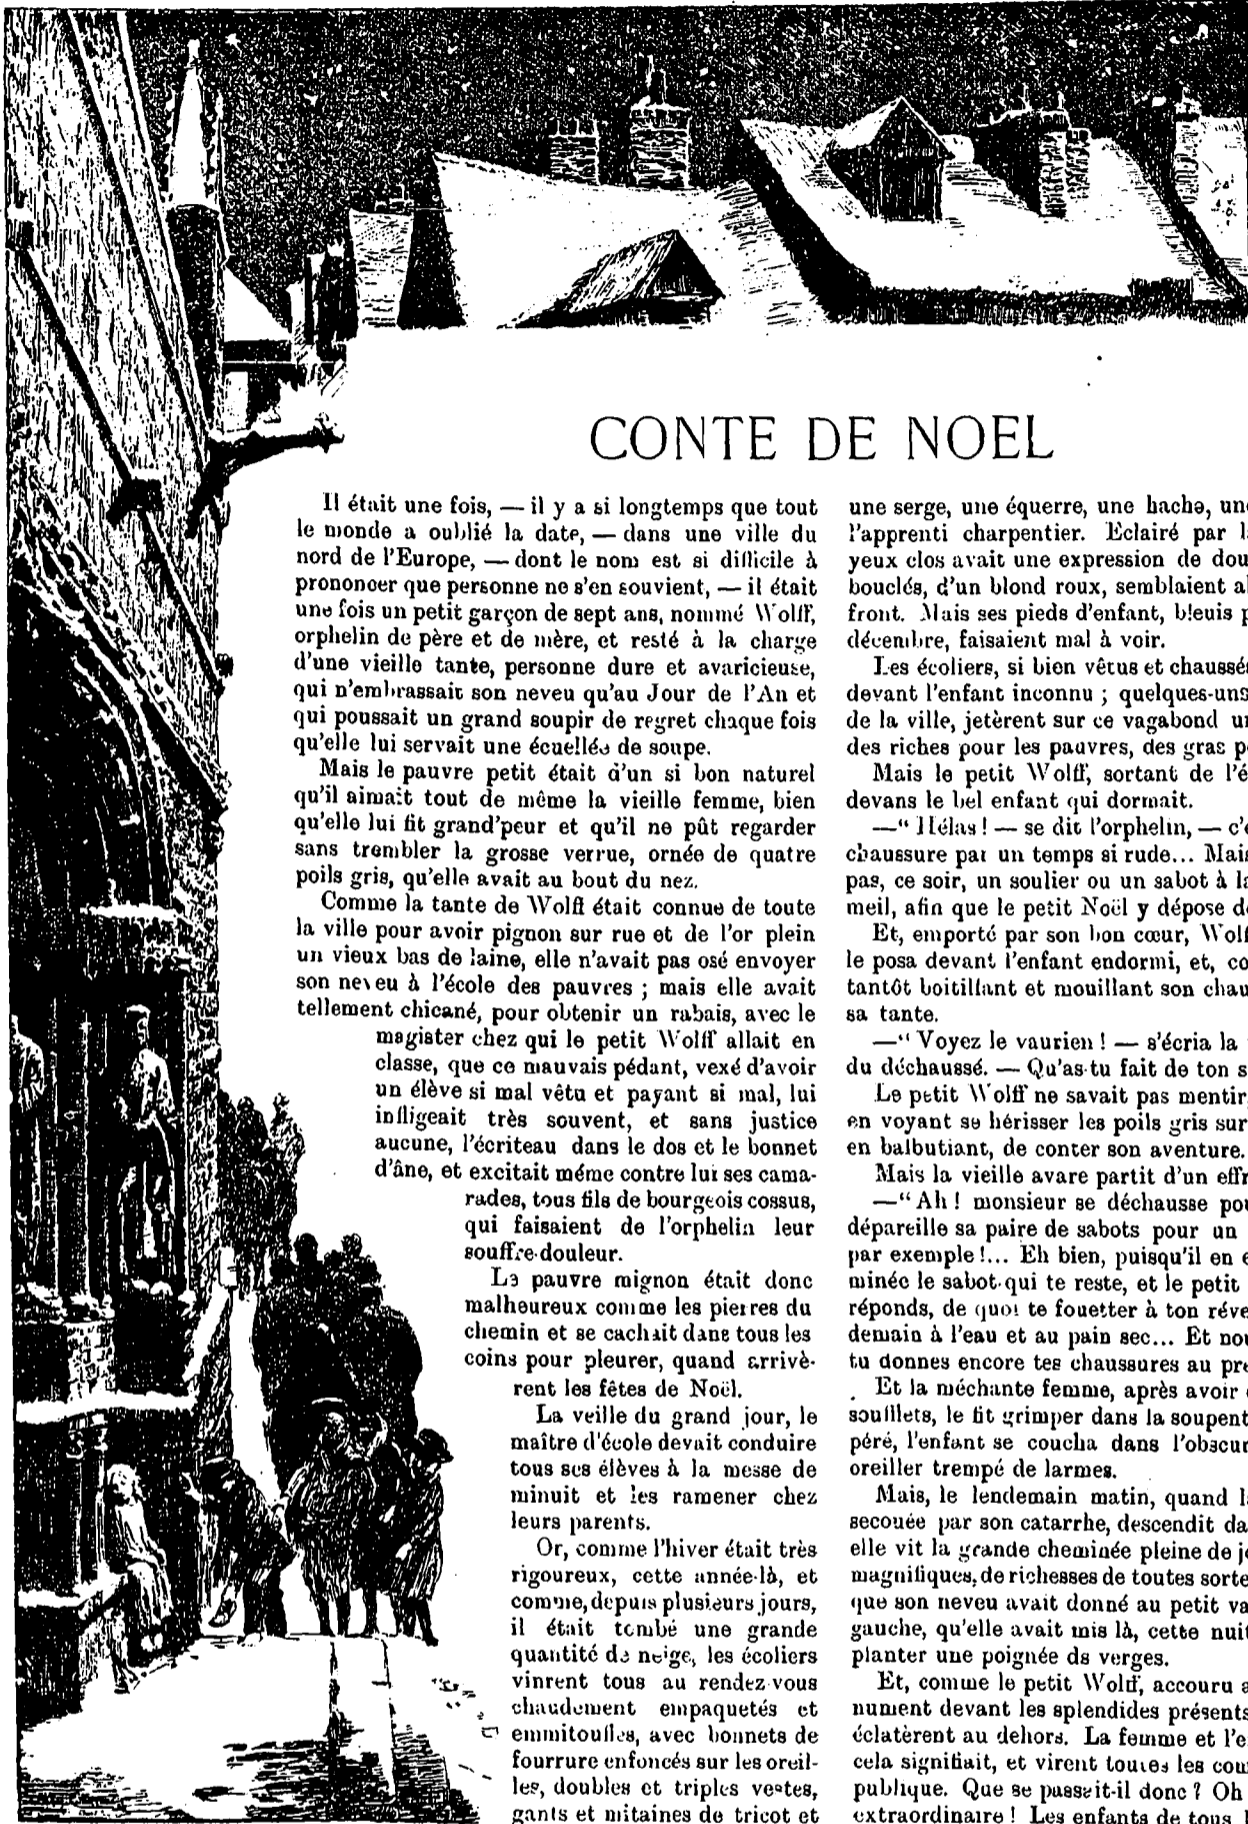 CONTE DE NOEL
Il était une fois, — il y a si longtemps que tout
le monde a oublié la date, — dans une ville du
nord de l'Europe, — dont le nom est si difficile à
prononcer que personne ne s'en souvient, — il était
une fois un petit garçon de sept ans, nommé Wolff,
orphelin de père et de mère, et resté à la charge
d'une vieille tante, personne dure et avaricieuse,
qui n'embrassait son neveu qu'au Jour de l'An et
qui poussait un grand soupir de regret chaque fois
qu'elle lui servait une écuellée de soupe.
Mais le pauvre petit était d'un si bon naturel
qu'il aimait tout de même la vieille femme, bien
qu'elle lui fit grand'peur et qu'il ne pût regarder
sans trembler la grosse verrue, ornée de quatre
poils gris, qu'elle avait au bout du nez.
Comme la tante de Wolff était connue de toute
la ville pour avoir pignon sur rue et de l'or plein
un vieux bas de laine, elle n'avait pas osé envoyer
son neveu à l'école des pauvres ; mais elle avait
tellement chicané, pour obtenir un rabais, avec le
magister chez qui le petit Wolff allait en
classe, que ce mauvais pédant, vexé d'avoir
un élève si mal vêtu et payant si mal, lui
infligeait très souvent, et sans justice
aucune, l'écriteau dans le dos et le bonnet
d'âne, et excitait même contre lui ses cama-
rades, tous fils de bourgeois cossus,
qui faisaient de l'orphelin leur
souffre-douleur.
Le pauvre mignon était donc
malheureux comme les pierres du
chemin et se cachait dans tous les
coins pour pleurer, quand arrivè-
rent les fêtes de Noël.
La veille du grand jour, le
maître d'école devait conduire
tous ses élèves à la messe de
minuit et les ramener chez
leurs parents.
Or, comme l'hiver était très
rigoureux, cette année-là, et
comme, depuis plusieurs jours,
il était tombé une grande
quantité de neige, les écoliers
vinrent tous au rendez-vous
chaudement empaquetés et
emmitouflés, avec bonnets de
fourrure enfoncés sur les oreil-
les, doubles et triples vestes,
gants et mitaines de tricot et
une serge, une équerre, une hache, une
l'apprenti charpentier. Eclairé par l
yeux clos avait une expression de dou
bouclés, d'un blond roux, semblaient al
front. Mais ses pieds d'enfant, bleuis p
décembre, faisaient mal à voir.
Les écoliers, si bien vêtus et chaussés
devant l'enfant inconnu ; quelques-uns
de la ville, jetèrent sur ce vagabond un
des riches pour les pauvres, des gras p
Mais le petit Wolff, sortant de l'é
devans le bel enfant qui dormait.
—“ Hélas ! — se dit l'orphelin, — c'e
chaussure par un temps si rude... Mais
pas, ce soir, un soulier ou un sabot à la
meil, afin que le petit Noël y dépose de
Et, emporté par son bon cœur, Wolff
le posa devant l'enfant endormi, et, co
tantôt boitillant et mouillant son chau
sa tante.
—“ Voyez le vaurien ! — s'écria la
du déchaussé. — Qu'as-tu fait de ton s
Le petit Wolff ne savait pas mentir
en voyant se hérisser les poils gris sur
en balbutiant, de conter son aventure.
Mais la vieille avare partit d'un effr
—“Ah ! monsieur se déchausse pou
dépareille sa paire de sabots pour un
par exemple !... Eh bien, puisqu'il en e
minée le sabot qui te reste, et le petit
réponds, de quoi te fouetter à ton réve
demain à l'eau et au pain sec... Et nou
tu donnes encore tes chaussures au pre
Et la méchante femme, après avoir
soufflets, le fit grimper dans la soupent
péré, l'enfant se coucha dans l'obscur
oreiller trempé de larmes.
Mais, le lendemain matin, quand la
secouée par son catarrhe, descendit da
elle vit la grande cheminée pleine de jo
magnifiques, de richesses de toutes sorte
que son neveu avait donné au petit va
gauche, qu'elle avait mis là, cette nuit
planter une poignée ds verges.
Et, comme le petit Wolff, accouru a
nument devant les splendides présents
éclatèrent au dehors. La femme et l'e
cela signifiait, et virent toutes les com
publique. Que se passait-il donc ? Oh
extraordinaire ! Les enfants de tous l